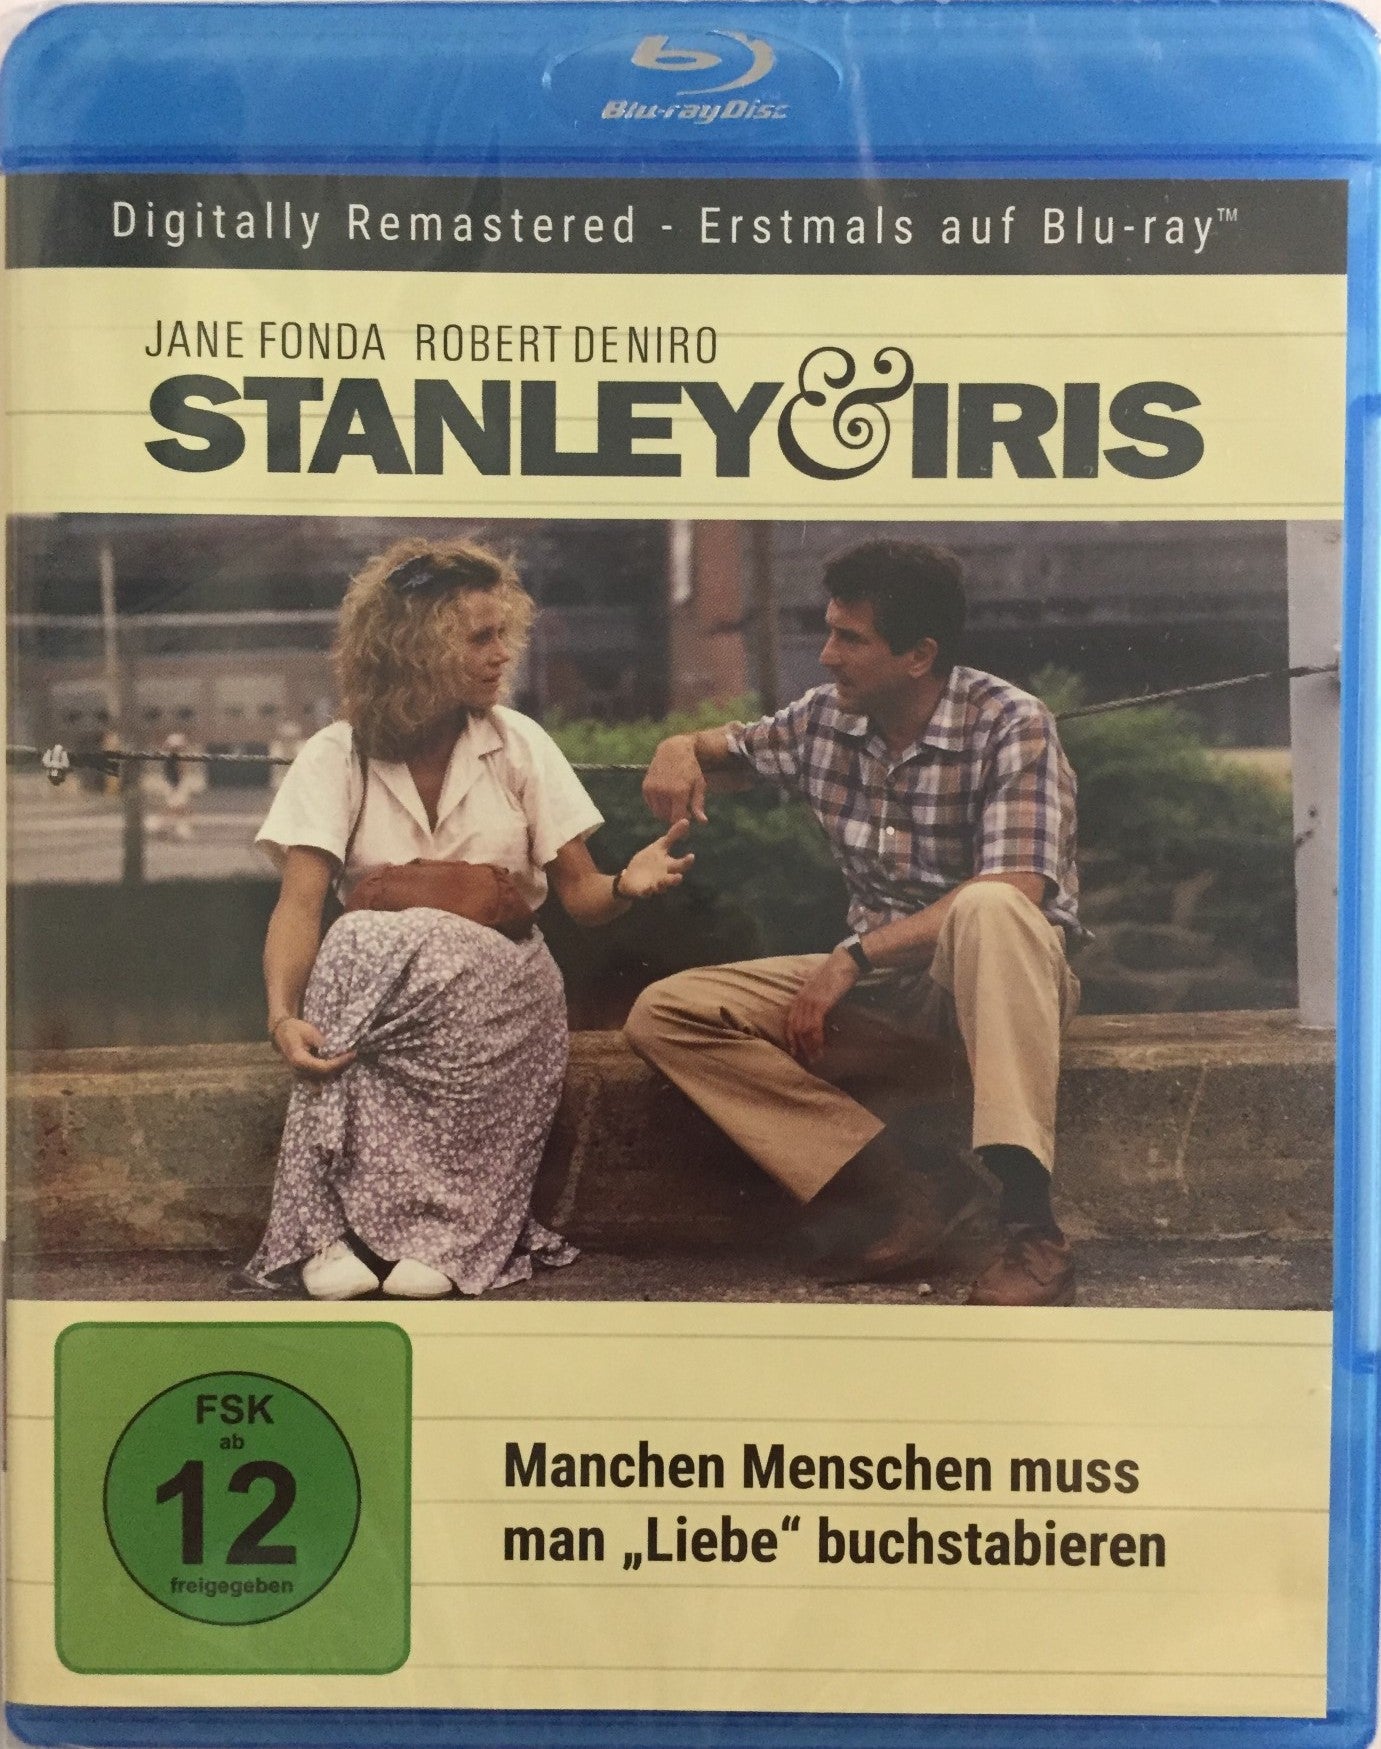 Blu-ray Disc
Digitally Remastered - Erstmals auf Blu-ray™
JANE FONDA ROBERT DE NIRO
STANLEY & IRIS
FSK
ab
12
freigegeben
Manchen Menschen muss
man „Liebe“ buchstabieren